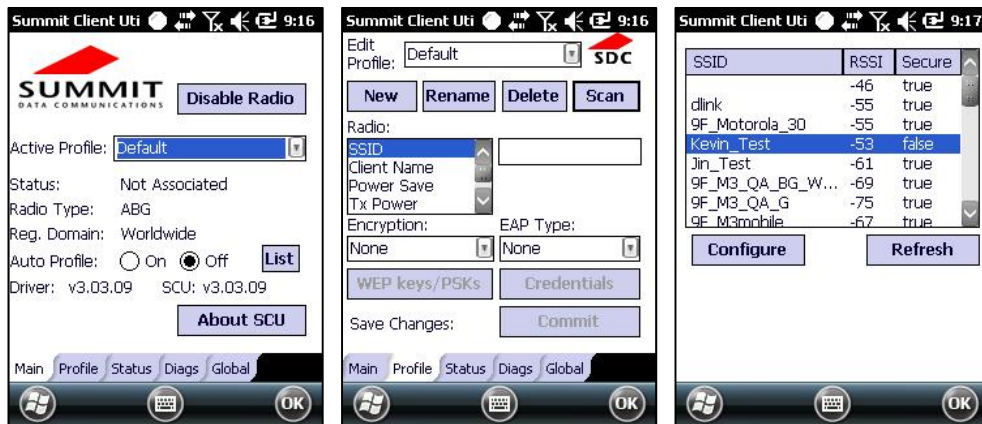 Summit Client Uti 9:16
SUMMIT
DATA COMMUNICATIONS
Disable Radio
Active Profile: Default
Status: Not Associated
Radio Type: ABG
Reg. Domain: Worldwide
Auto Profile: On Off List
Driver: v3.03.09 SCU: v3.03.09
About SCU
Main Profile Status Diags Global
OK
Summit Client Uti 9:16
Edit Profile: Default
SDC
New Rename Delete Scan
Radio:
SSID
Client Name
Power Save
Tx Power
Encryption: EAP Type:
None None
WEP keys/PSKs Credentials
Save Changes: Commit
Main Profile Status Diags Global
OK
Summit Client Uti 9:17
SSID RSSI Secure
-46 true
dlink -55 true
9F_Motorola_30 -55 true
Kevin_Test -53 false
Jin_Test -61 true
9F_M3_QA_BG_W... -69 true
9F_M3_QA_G -75 true
9F_M3mobile -67 true
Configure Refresh
OK